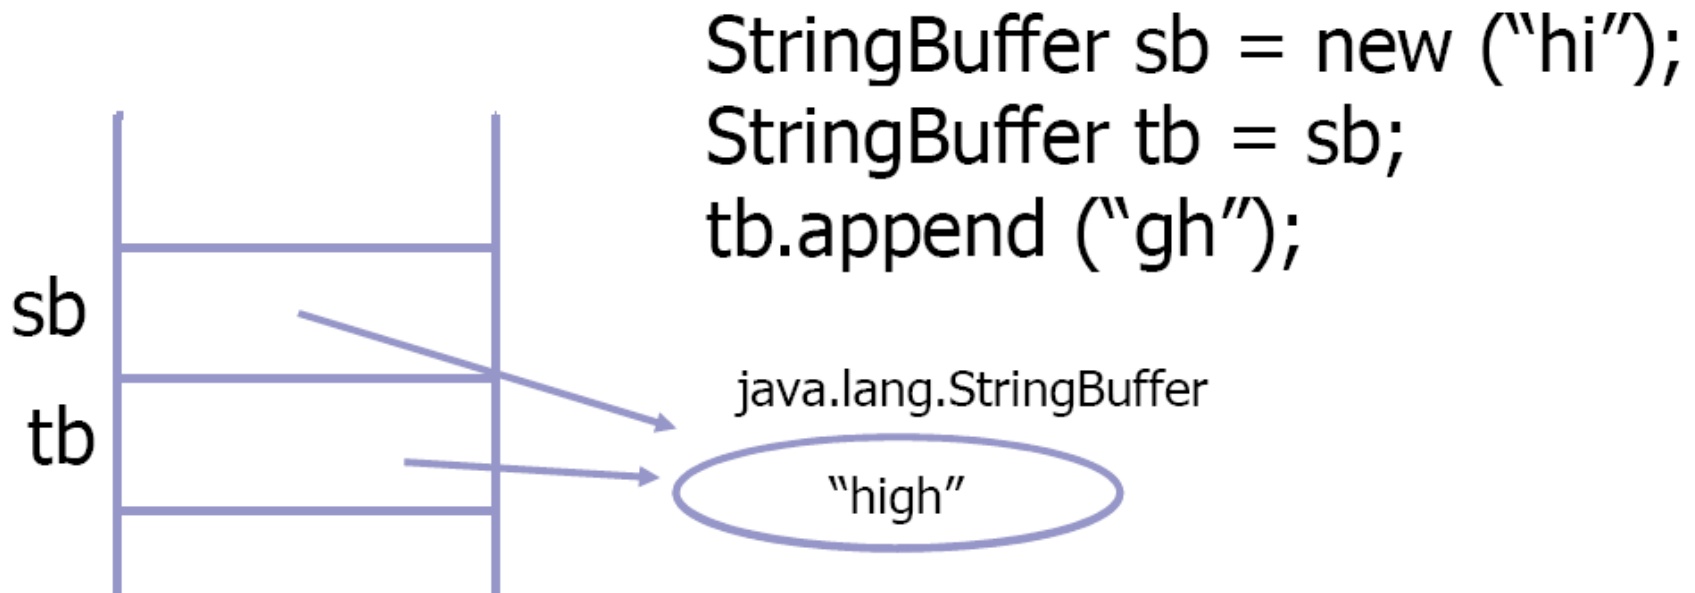 StringBuffer sb = new (“hi”);
StringBuffer tb = sb;
tb.append (“gh”);
sb
tb
java.lang.StringBuffer
“high”